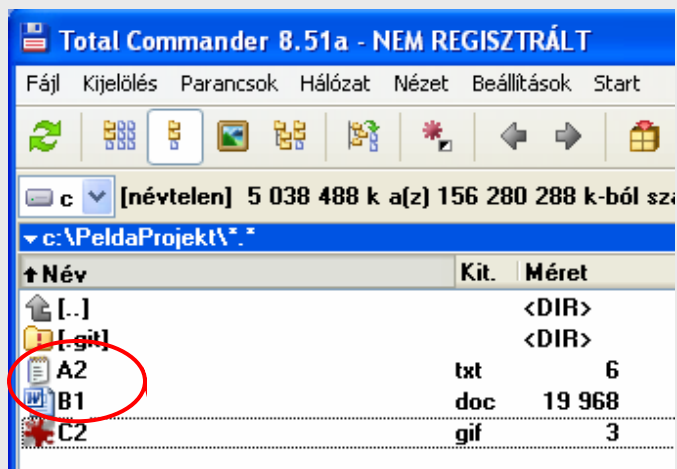 Total Commander 8.51a - NEM REGISZTRÁLT
Fájl Kijelölés Parancsok Hálózat Nézet Beállítások Start
c [névtelen] 5 038 488 k a(z) 156 280 288 k-ból
c:\PeldaProjekt\*.*
Név Kit. Méret
[..] <DIR>
[.git] <DIR>
A2 txt 6
B1 doc 19 968
C2 gif 3